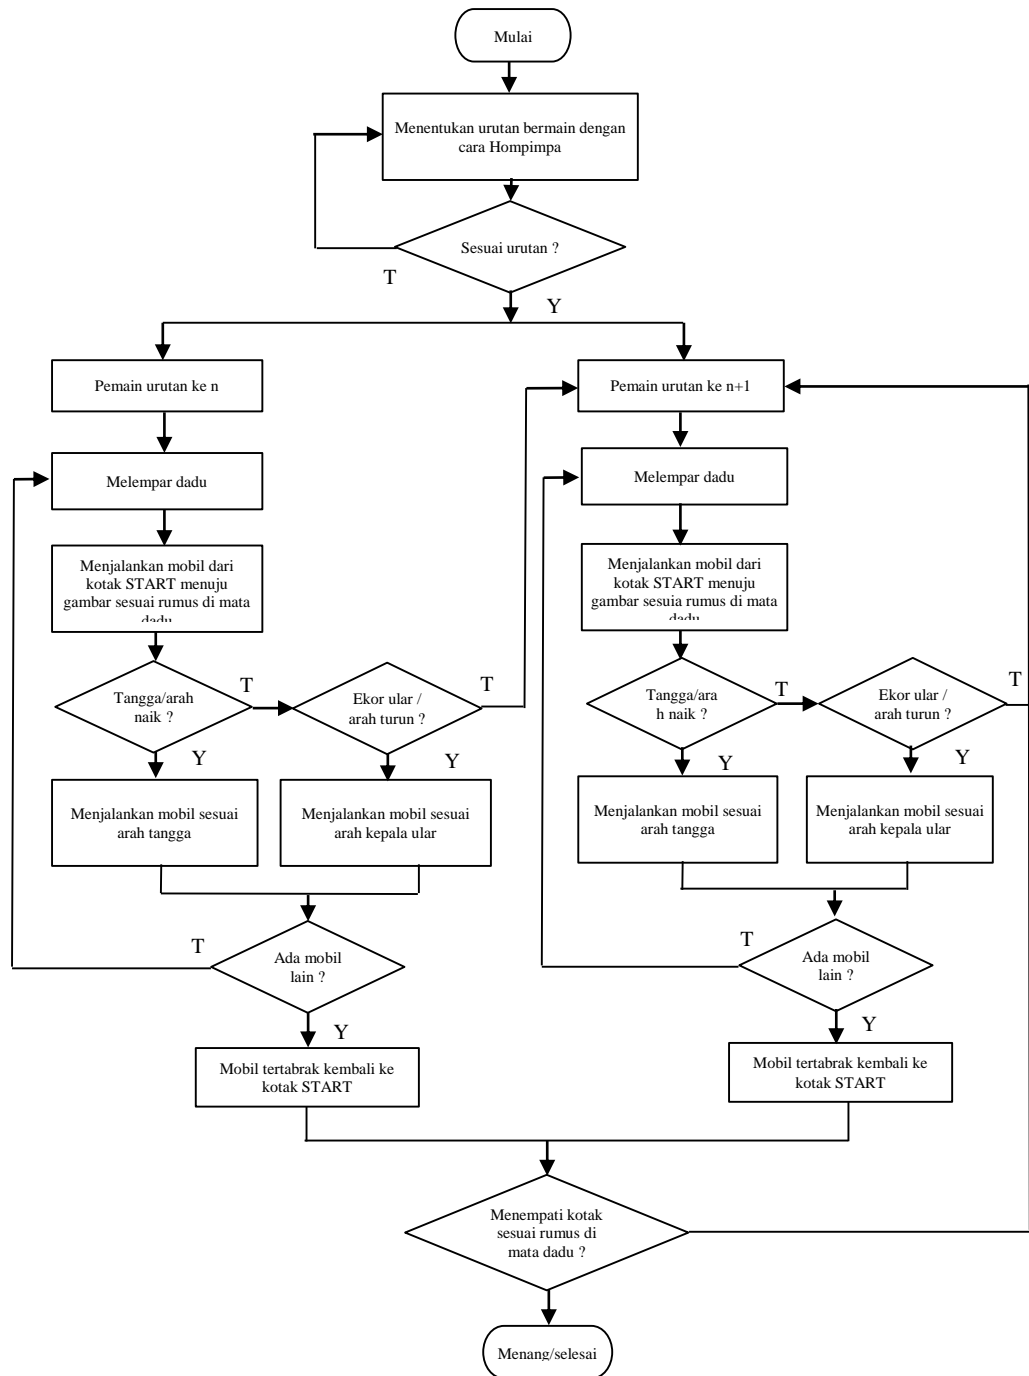 Mulai
Menentukan urutan bermain dengan
cara Hompimpa
Sesuai urutan ?
T
Y
Pemain urutan ke n
Pemain urutan ke n+1
Melempar dadu
Melempar dadu
Menjalankan mobil dari
kotak START menuju
gambar sesuai rumus di mata
dadu
Menjalankan mobil dari
kotak START menuju
gambar sesuia rumus di mata
dadu
Tangga/arah
naik ?
T
Ekor ular /
arah turun ?
T
Tangga/ara
h naik ?
T
Ekor ular /
arah turun ?
T
Y
Y
Y
Y
Menjalankan mobil sesuai
arah tangga
Menjalankan mobil sesuai
arah kepala ular
Menjalankan mobil sesuai
arah tangga
Menjalankan mobil sesuai
arah kepala ular
T
Ada mobil
lain ?
T
Ada mobil
lain ?
Y
Y
Mobil tertabrak kembali ke
kotak START
Mobil tertabrak kembali ke
kotak START
Menempati kotak
sesuai rumus di
mata dadu ?
Menang/selesai